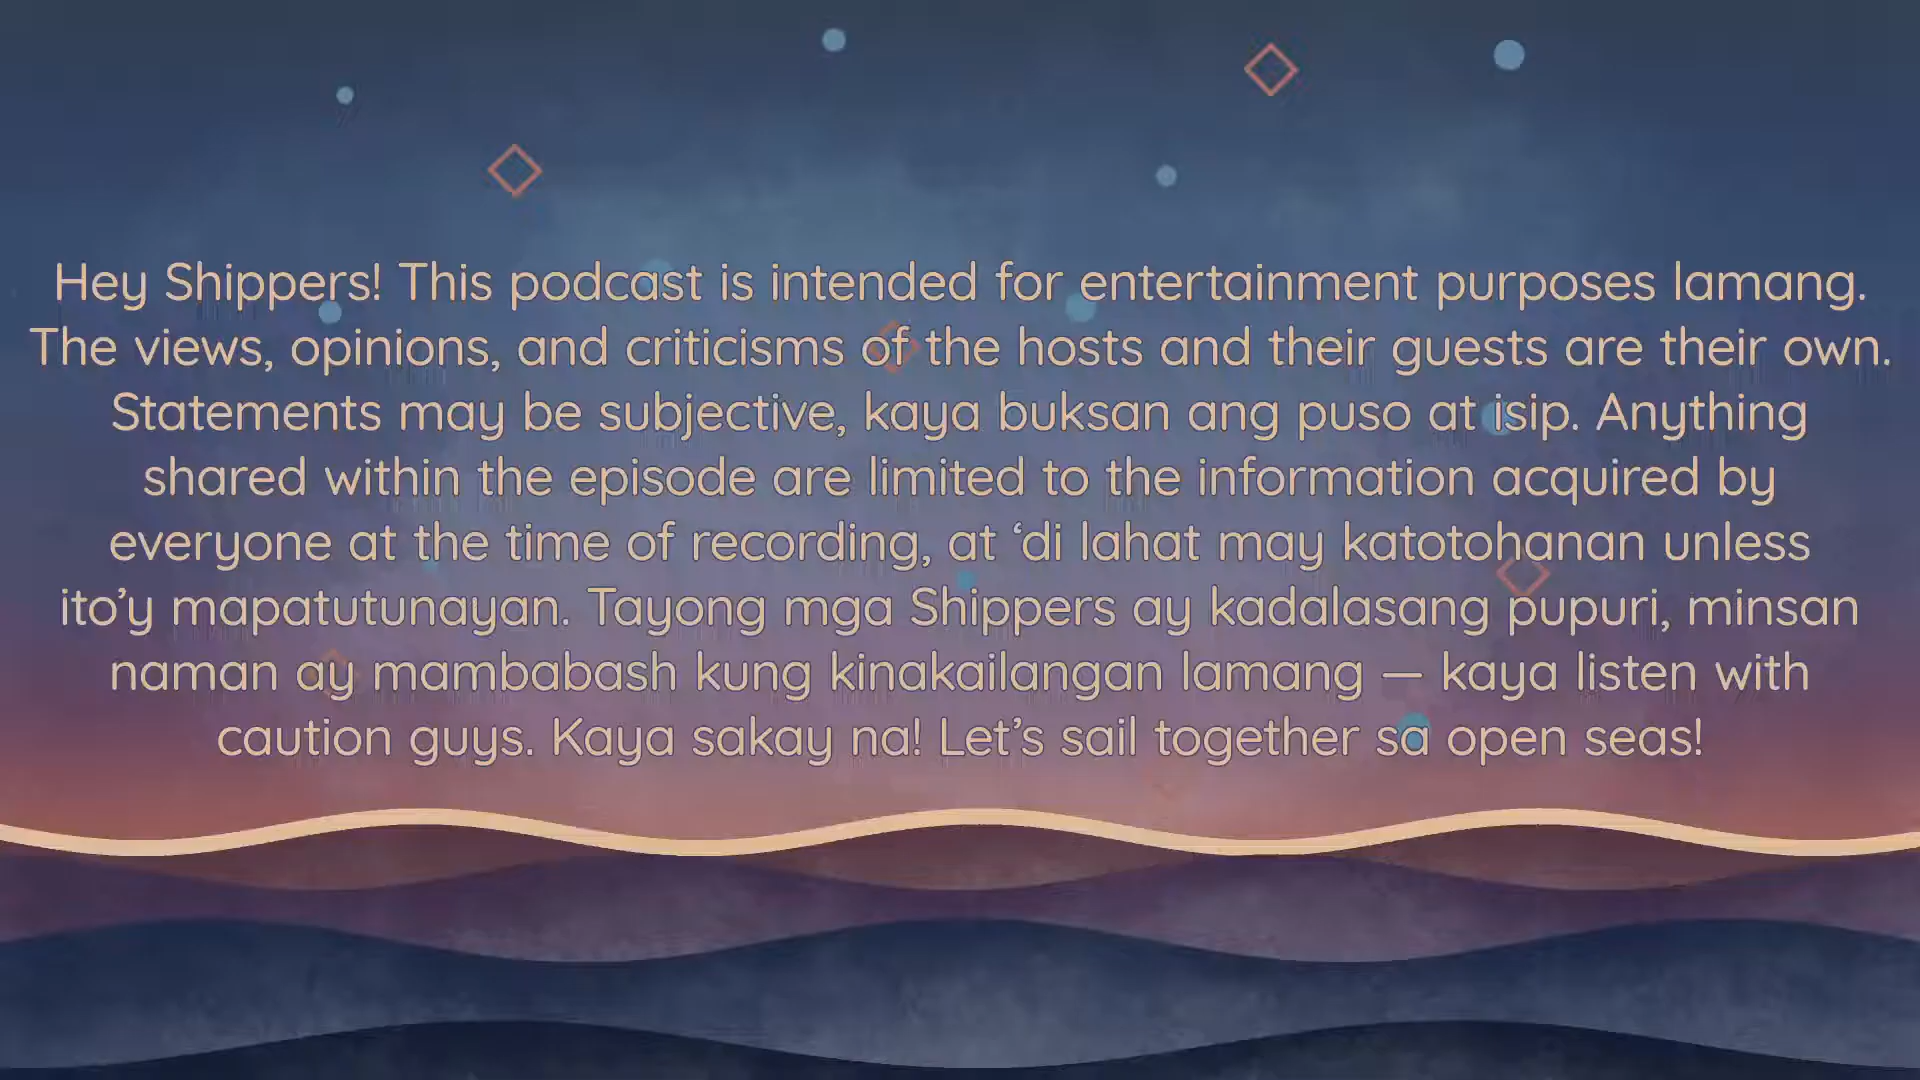 Hey Shippers! This podcast is intended for entertainment purposes lamang.
The views, opinions, and criticisms of the hosts and their guests are their own.
Statements may be subjective, kaya buksan ang puso at isip. Anything
shared within the episode are limited to the information acquired by
everyone at the time of recording, at ‘di lahat may katotohanan unless
ito’y mapatutunayan. Tayong mga Shippers ay kadalasang pupuri, minsan
naman ay mambabash kung kinakailangan lamang — kaya listen with
caution guys. Kaya sakay na! Let’s sail together sa open seas!